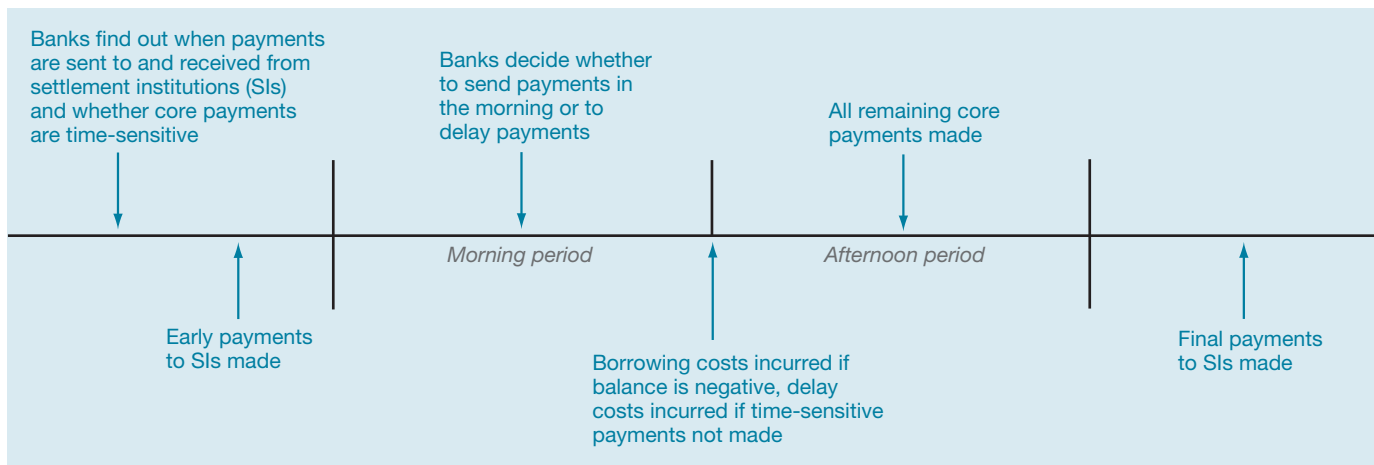 Banks find out when payments
are sent to and received from
settlement institutions (SIs)
and whether core payments
are time-sensitive
Banks decide whether
to send payments in
the morning or to
delay payments
All remaining core
payments made
Morning period
Afternoon period
Early payments
to SIs made
Borrowing costs incurred if
balance is negative, delay
costs incurred if time-sensitive
payments not made
Final payments
to SIs made